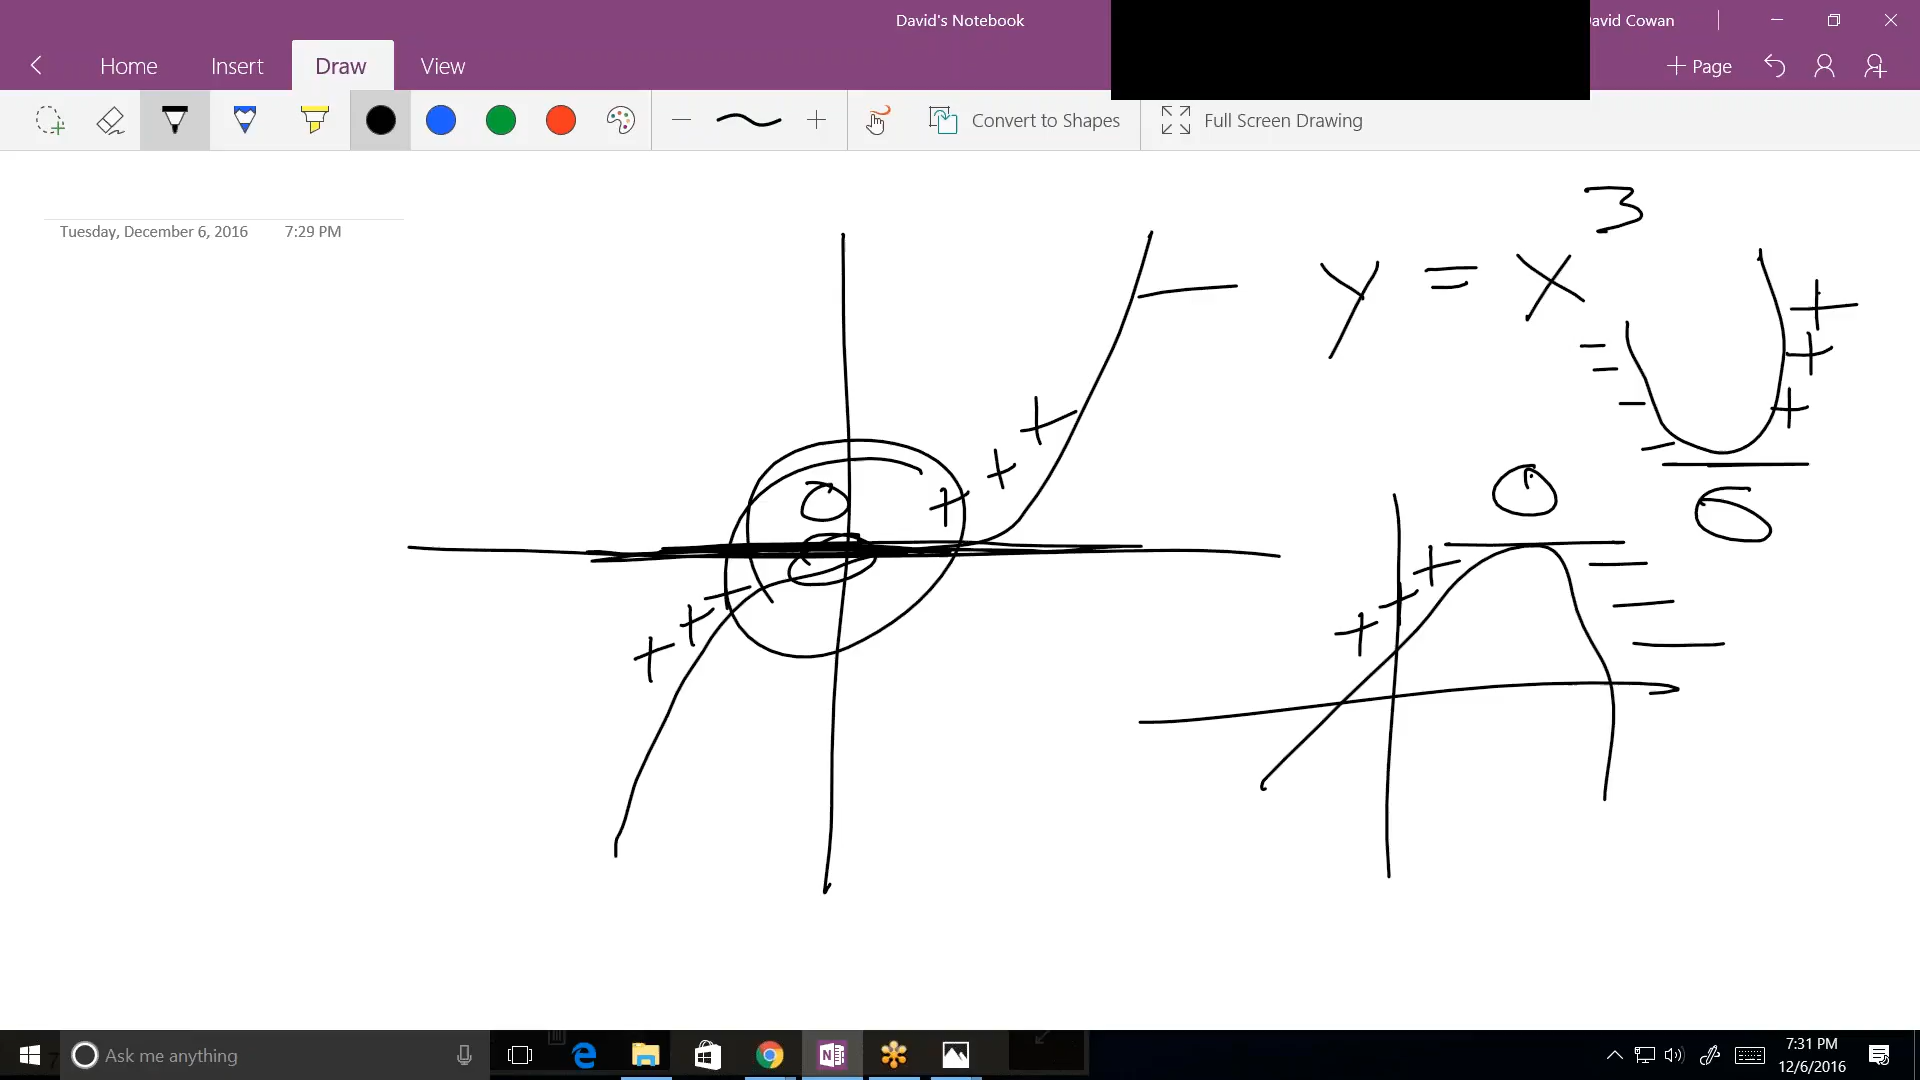 David's Notebook
avid Cowan
Home
Insert
Draw
View
Page
Convert to Shapes
Full Screen Drawing
Tuesday, December 6, 2016
7:29 PM
y = x³
+
+
+
-
-
-
-
0
0
+
+
+
-
-
-
0
+
+
+
+
+
+
Ask me anything
7:31 PM
12/6/2016